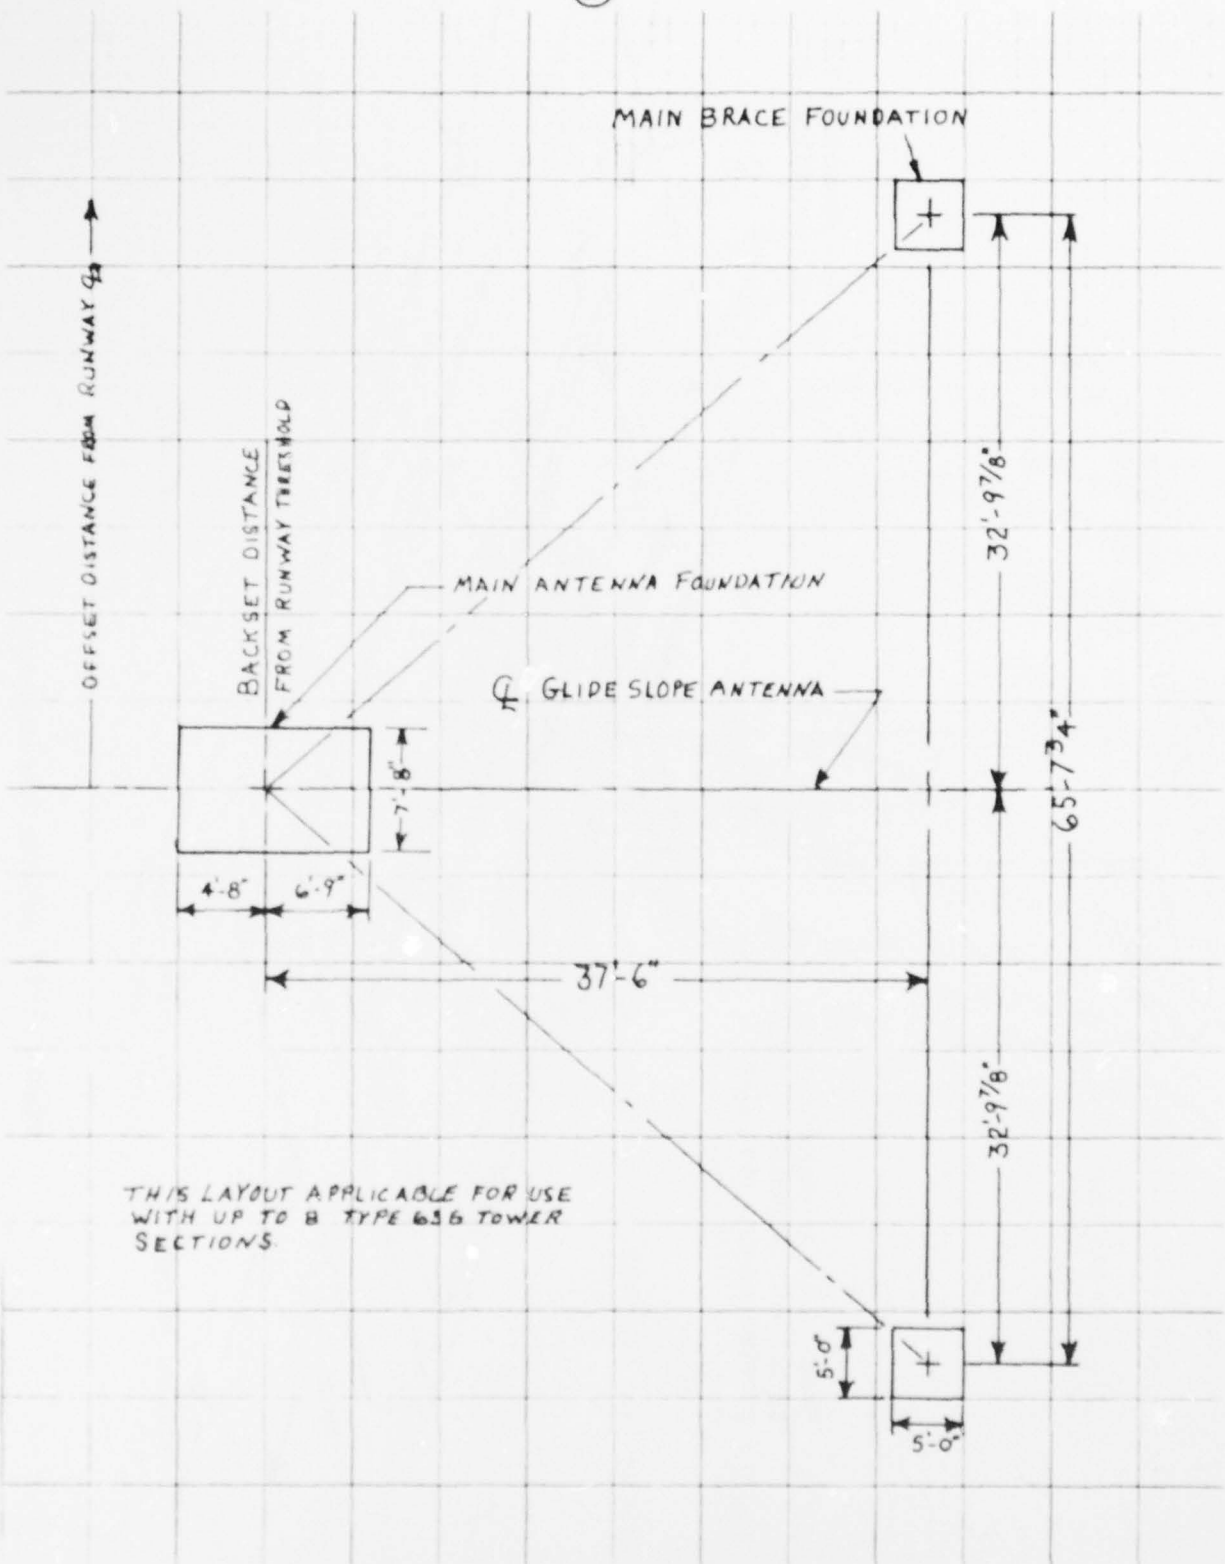 MAIN BRACE FOUNDATION
OFFSET DISTANCE FROM RUNWAY ℄
BACKSET DISTANCE
FROM RUNWAY THRESHOLD
32'-9⅞"
MAIN ANTENNA FOUNDATION
℄ GLIDE SLOPE ANTENNA
7'-8"
65'-7¾"
4'-8"
6'-9"
37'-6"
32'-9⅞"
THIS LAYOUT APPLICABLE FOR USE
WITH UP TO 8 TYPE 636 TOWER
SECTIONS.
5'-0"
5'-0"